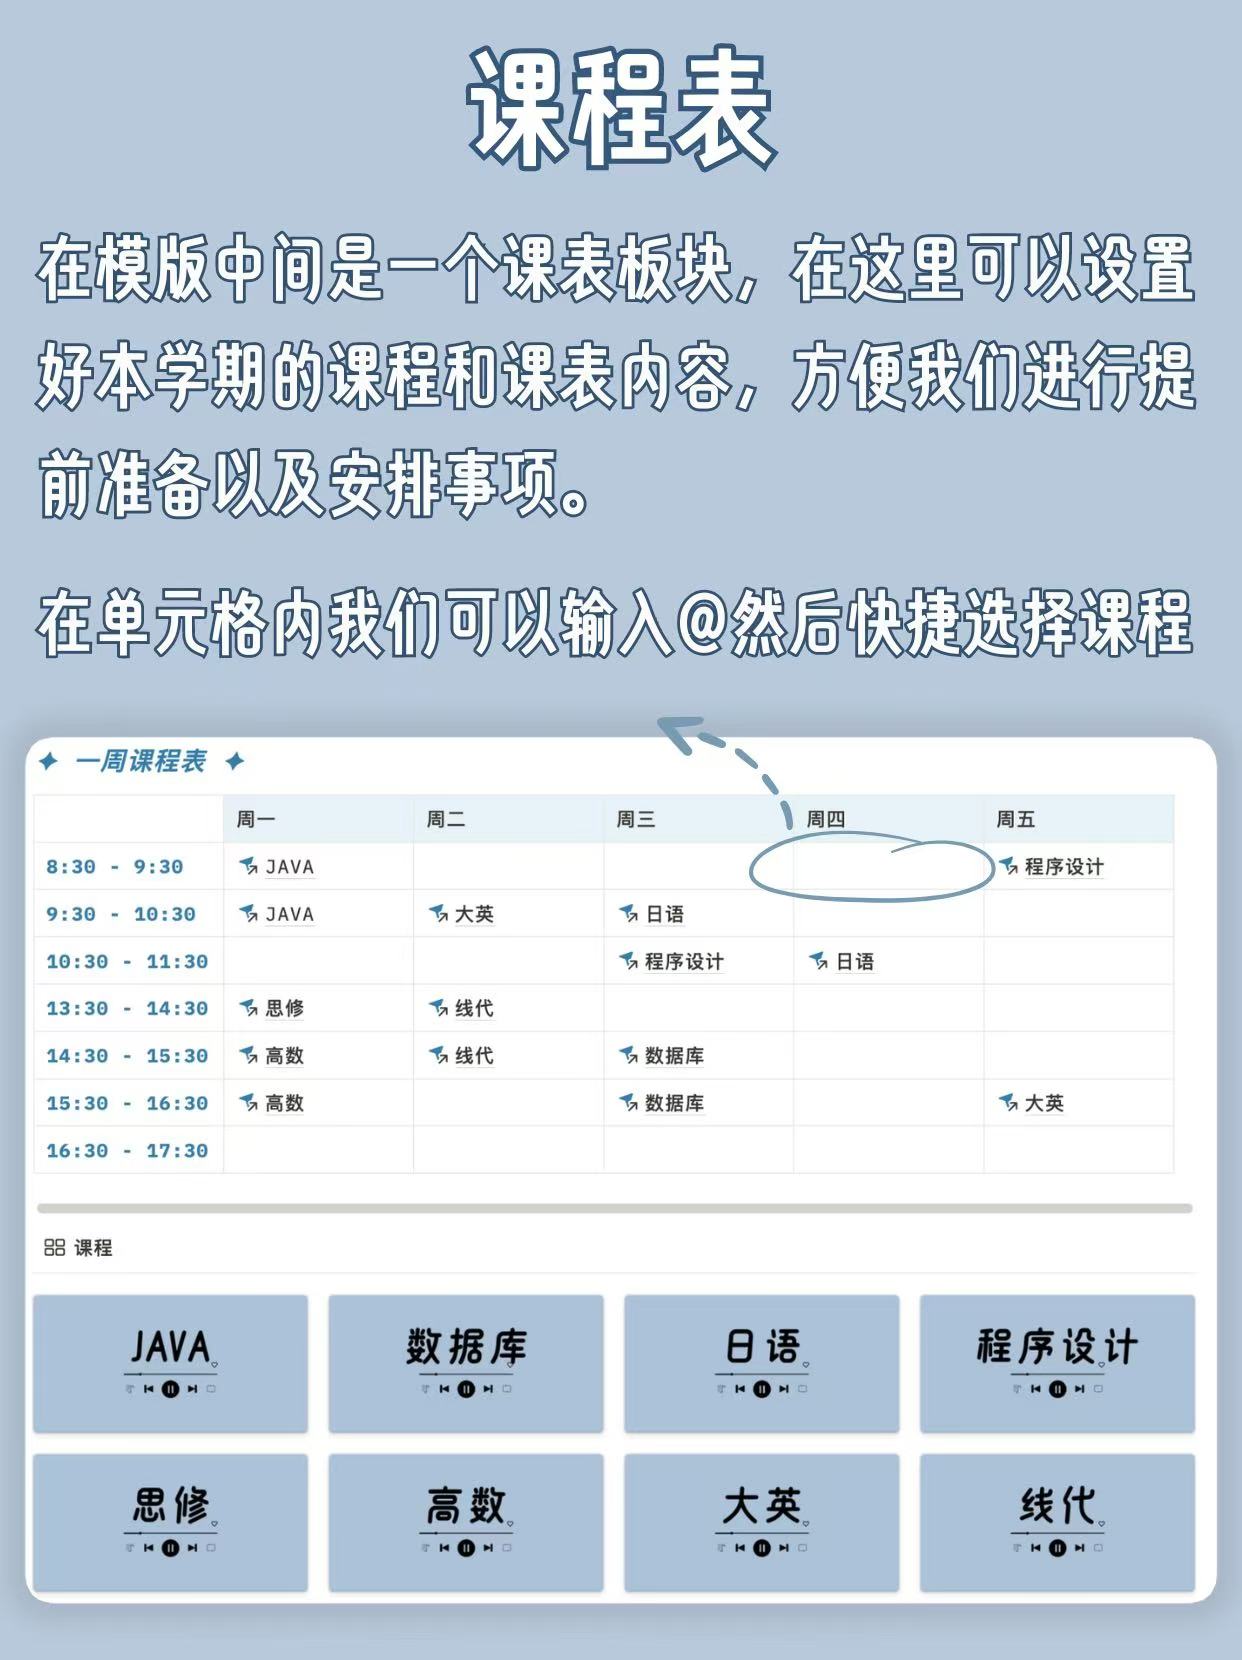 课程表
在模版中间是一个课表板块，在这里可以设置
好本学期的课程和课表内容，方便我们进行提
前准备以及安排事项。
在单元格内我们可以输入@然后快捷选择课程
一周课程表
周一 周二 周三 周四 周五
8:30 - 9:30 JAVA 程序设计
9:30 - 10:30 JAVA 大英 日语
10:30 - 11:30 程序设计 日语
13:30 - 14:30 思修 线代
14:30 - 15:30 高数 线代 数据库
15:30 - 16:30 高数 数据库 大英
16:30 - 17:30
课程
JAVA 数据库 日语 程序设计
思修 高数 大英 线代